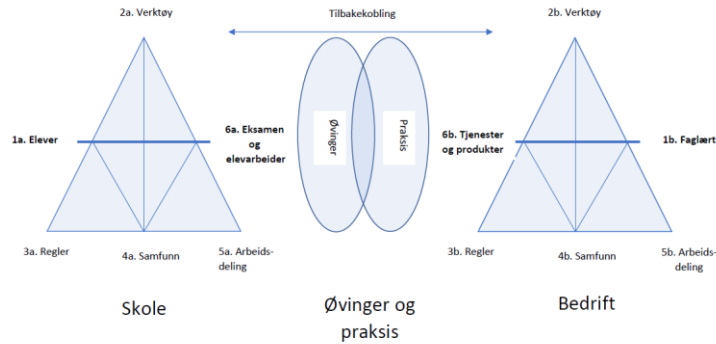 2a. Verktøy
Tilbakekobling
2b. Verktøy
1a. Elever
6a. Eksamen
og
elevarbeider
Øvinger
Praksis
6b. Tjenester
og produkter
1b. Faglært
3a. Regler
4a. Samfunn
5a. Arbeids-
deling
3b. Regler
4b. Samfunn
5b. Arbeids-
deling
Skole
Øvinger og
praksis
Bedrift